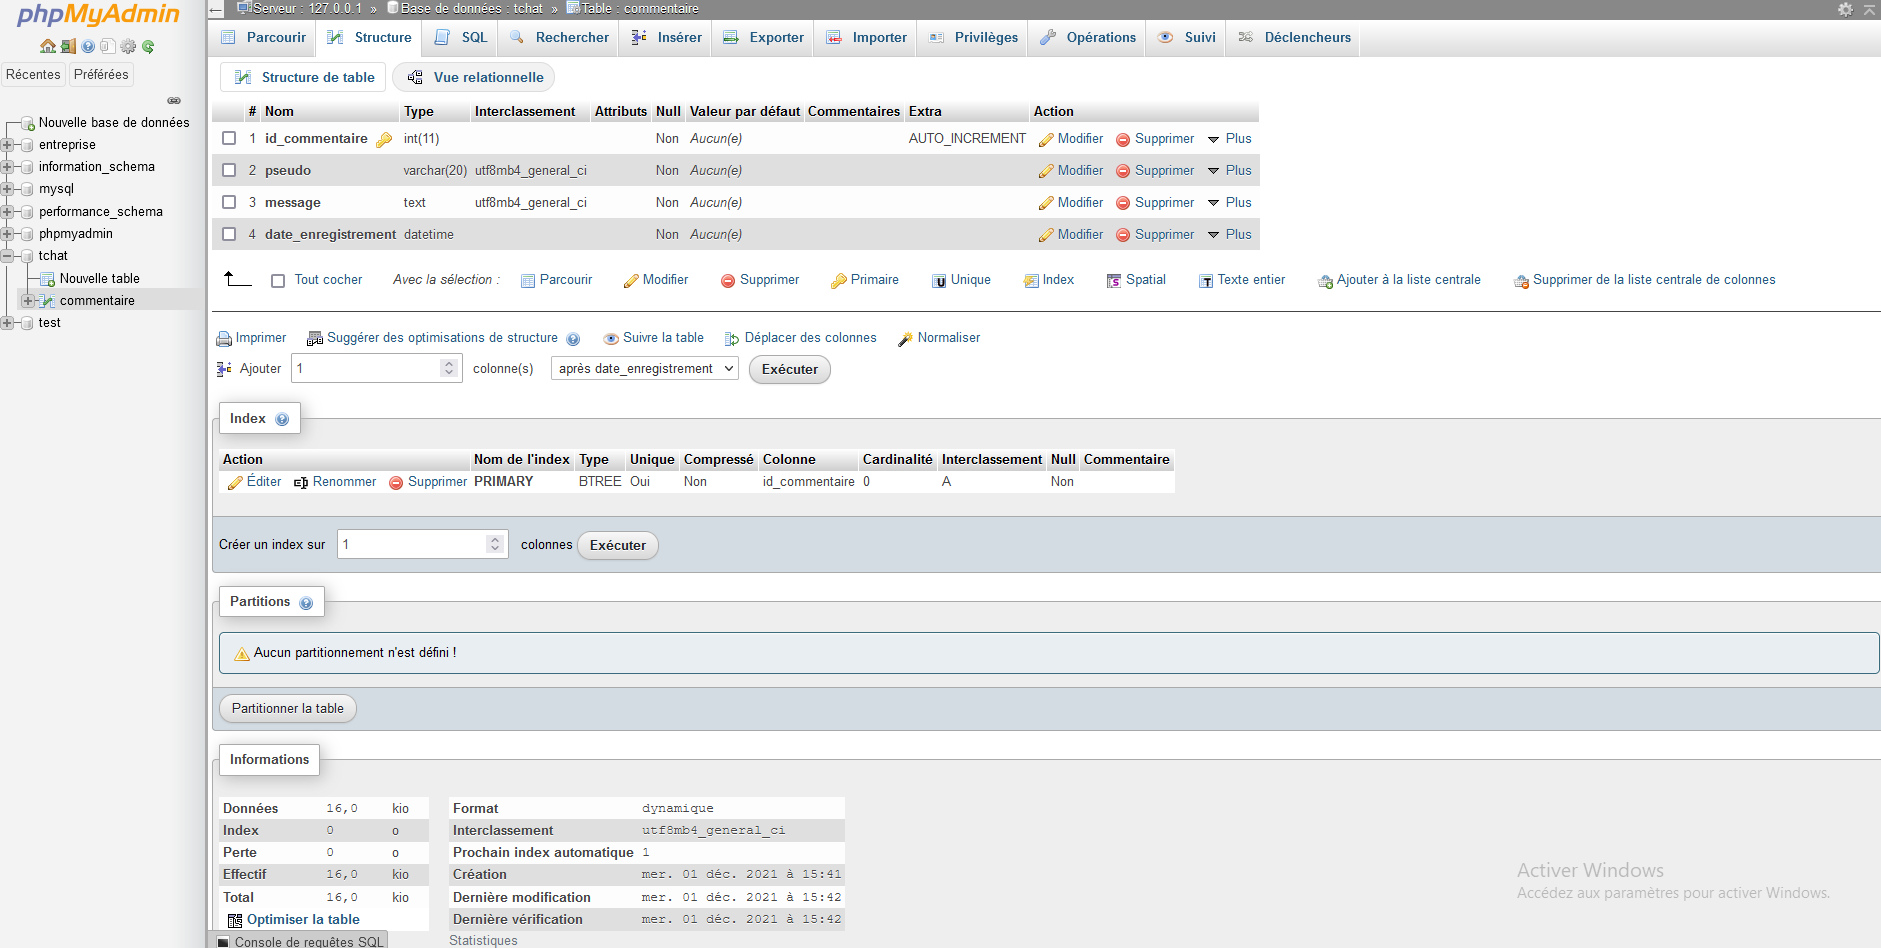 phpMyAdmin
Récentes Préférées
Nouvelle base de données
entreprise
information_schema
mysql
performance_schema
phpmyadmin
tchat
Nouvelle table
commentaire
test
Serveur : 127.0.0.1 » Base de données : tchat » Table : commentaire
Parcourir Structure SQL Rechercher Insérer Exporter Importer Privilèges Opérations Suivi Déclencheurs
Structure de table Vue relationnelle
# Nom Type Interclassement Attributs Null Valeur par défaut Commentaires Extra Action
1 id_commentaire int(11) Non Aucun(e) AUTO_INCREMENT Modifier Supprimer Plus
2 pseudo varchar(20) utf8mb4_general_ci Non Aucun(e) Modifier Supprimer Plus
3 message text utf8mb4_general_ci Non Aucun(e) Modifier Supprimer Plus
4 date_enregistrement datetime Non Aucun(e) Modifier Supprimer Plus
Tout cocher Avec la sélection : Parcourir Modifier Supprimer Primaire Unique Index Spatial Texte entier Ajouter à la liste centrale Supprimer de la liste centrale de colonnes
Imprimer Suggérer des optimisations de structure Suivre la table Déplacer des colonnes Normaliser
Ajouter 1 colonne(s) après date_enregistrement Exécuter
Index
Action Nom de l'index Type Unique Compressé Colonne Cardinalité Interclassement Null Commentaire
Éditer Renommer Supprimer PRIMARY BTREE Oui Non id_commentaire 0 A Non
Créer un index sur 1 colonnes Exécuter
Partitions
Aucun partitionnement n'est défini !
Partitionner la table
Informations
Données 16,0 kio
Index 0 o
Perte 0 o
Effectif 16,0 kio
Total 16,0 kio
Optimiser la table
Format dynamique
Interclassement utf8mb4_general_ci
Prochain index automatique 1
Création mer. 01 déc. 2021 à 15:41
Dernière modification mer. 01 déc. 2021 à 15:42
Dernière vérification mer. 01 déc. 2021 à 15:42
Statistiques
Console de requêtes SQL
Activer Windows
Accédez aux paramètres pour activer Windows.